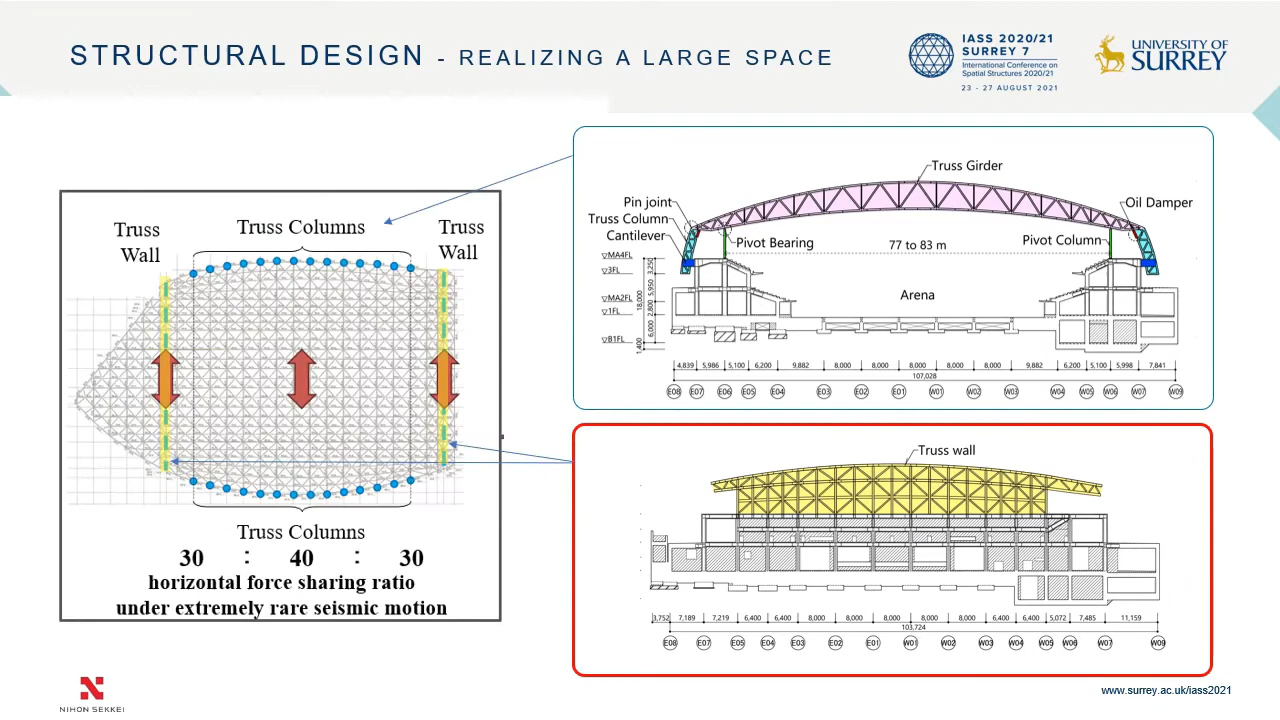 STRUCTURAL DESIGN - REALIZING A LARGE SPACE
IASS 2020/21
SURREY 7
International Conference on
Spatial Structures 2020/21
23 - 27 AUGUST 2021
UNIVERSITY OF
SURREY
Truss
Wall
Truss Columns
Truss
Wall
Truss Columns
30 : 40 : 30
horizontal force sharing ratio
under extremely rare seismic motion
Truss Girder
Pin joint
Truss Column
Cantilever
Oil Damper
Pivot Bearing
77 to 83 m
Pivot Column
Arena
MA4FL
3FL
MA2FL
1FL
B1FL
3,250
5,950
18,000
2,800
6,000
1,400
4,839 5,986 5,100 6,200 9,882 8,000 8,000 8,000 8,000 8,000 9,882 6,200 5,100 5,998 7,841
107,028
E08 E07 E06 E05 E04 E03 E02 E01 W01 W02 W03 W04 W05 W06 W07 W09
Truss wall
3,752 7,189 7,219 6,400 6,400 8,000 8,000 8,000 8,000 8,000 6,400 6,400 5,072 7,485 11,159
103,724
E08 E07 E05 E04 E03 E02 E01 W01 W02 W03 W04 W05 W06 W07 W09
NIHON SEKKEI
www.surrey.ac.uk/iass2021